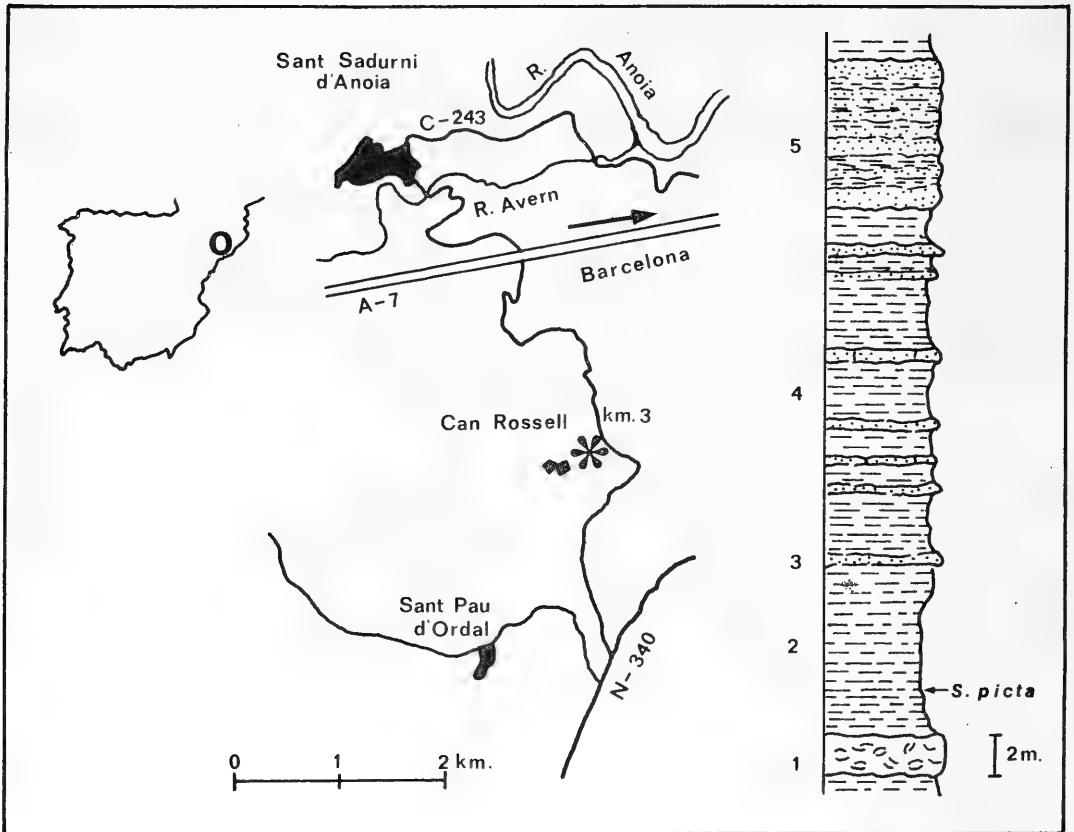 Sant Sadurni
d'Anoia
R. Anoia
C-243
R. Avern
Barcelona
A-7
Can Rossell
km. 3
Sant Pau
d'Ordal
N-340
0 1 2 km.
5
4
3
2
1
S. picta
2m.